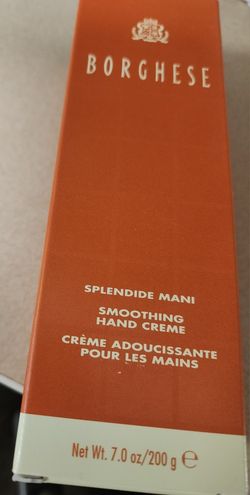 BORGHESE
SPLENDIDE MANI
SMOOTHING
HAND CREME
CRÈME ADOUCISSANTE
POUR LES MAINS
Net Wt. 7.0 oz/200 g ℮